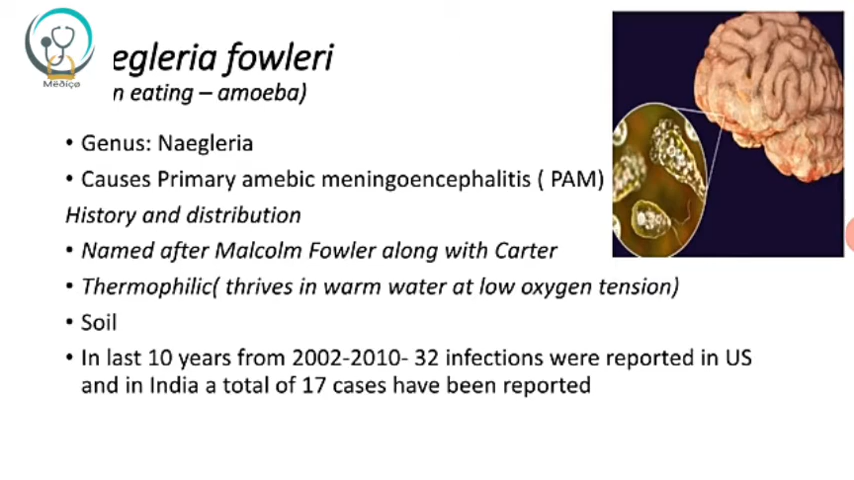 Mediço
egleria fowleri
n eating – amoeba)
• Genus: Naegleria
• Causes Primary amebic meningoencephalitis ( PAM)
History and distribution
• Named after Malcolm Fowler along with Carter
• Thermophilic( thrives in warm water at low oxygen tension)
• Soil
• In last 10 years from 2002-2010- 32 infections were reported in US
and in India a total of 17 cases have been reported